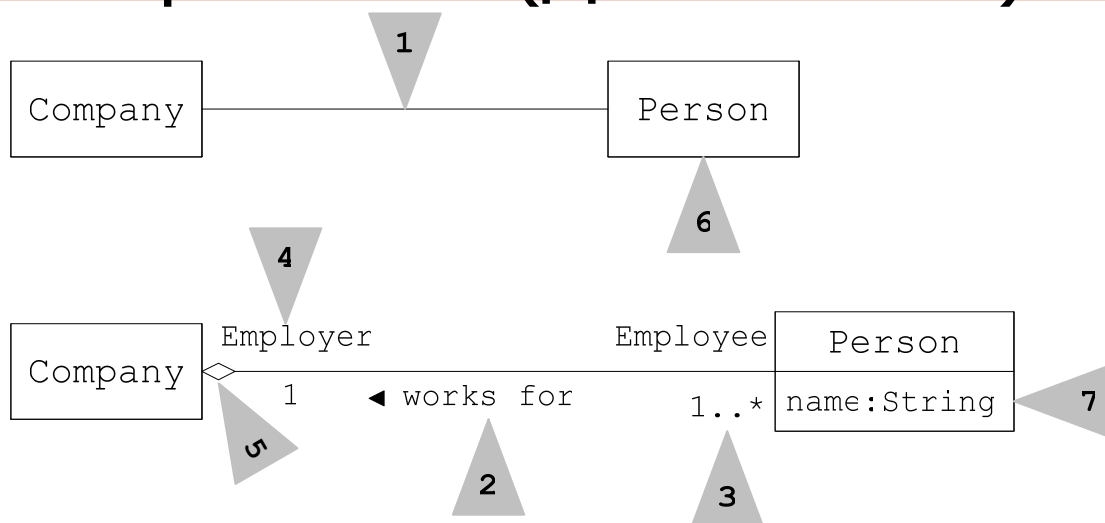 1
Company
Person
6
4
Employer
Employee
Person
Company
1
◄ works for
1..*
name:String
7
5
2
3